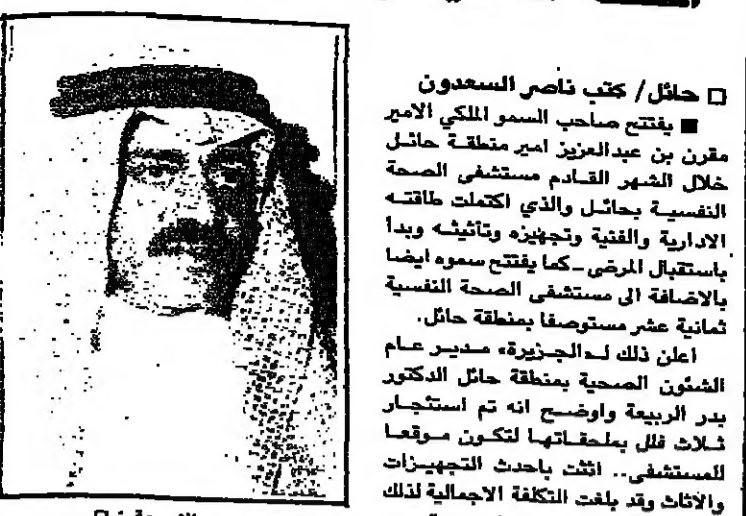 □ حائل/ كتب ناصر السعدون
■ يفتتح صاحب السمو الملكي الامير
مقرن بن عبدالعزيز امير منطقة حائل
خلال الشهر القادم مستشفى الصحة
النفسية بحائل والذي اكتملت طاقته
الادارية والفنية وتجهيزه وتأثيثه وبدأ
باستقبال المرضى ـ كما يفتتح سموه ايضا
بالاضافة الى مستشفى الصحة النفسية
ثمانية عشر مستوصفا بمنطقة حائل.
اعلن ذلك لـ«الجزيرة» مدير عام
الشئون الصحية بمنطقة حائل الدكتور
بدر الربيعة واوضح انه تم استئجار
ثلاث فلل بملحقاتها لتكون موقعا
للمستشفى.. اثثت باحدث التجهيزات
والاثاث وقد بلغت التكلفة الاجمالية لذلك